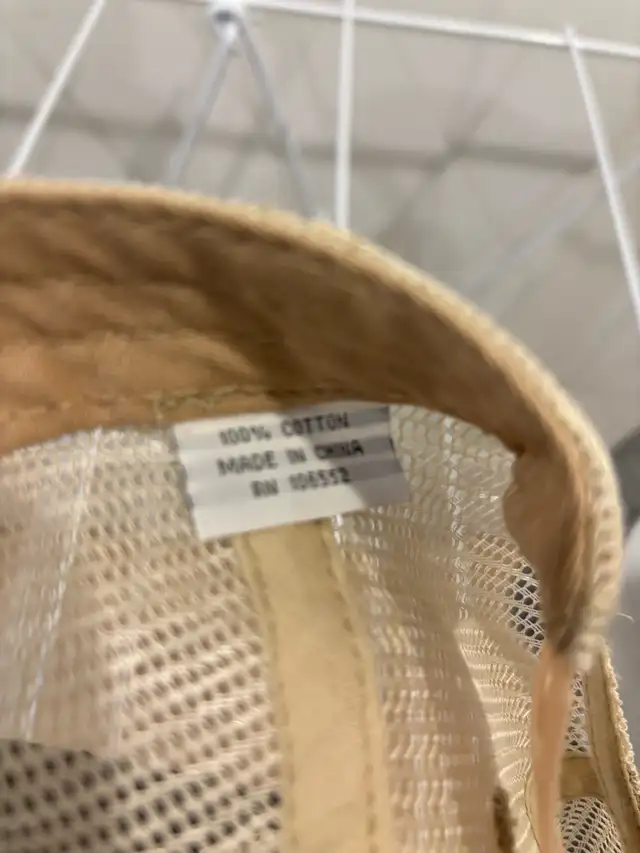 100% COTTON
MADE IN CHINA
RN 106552